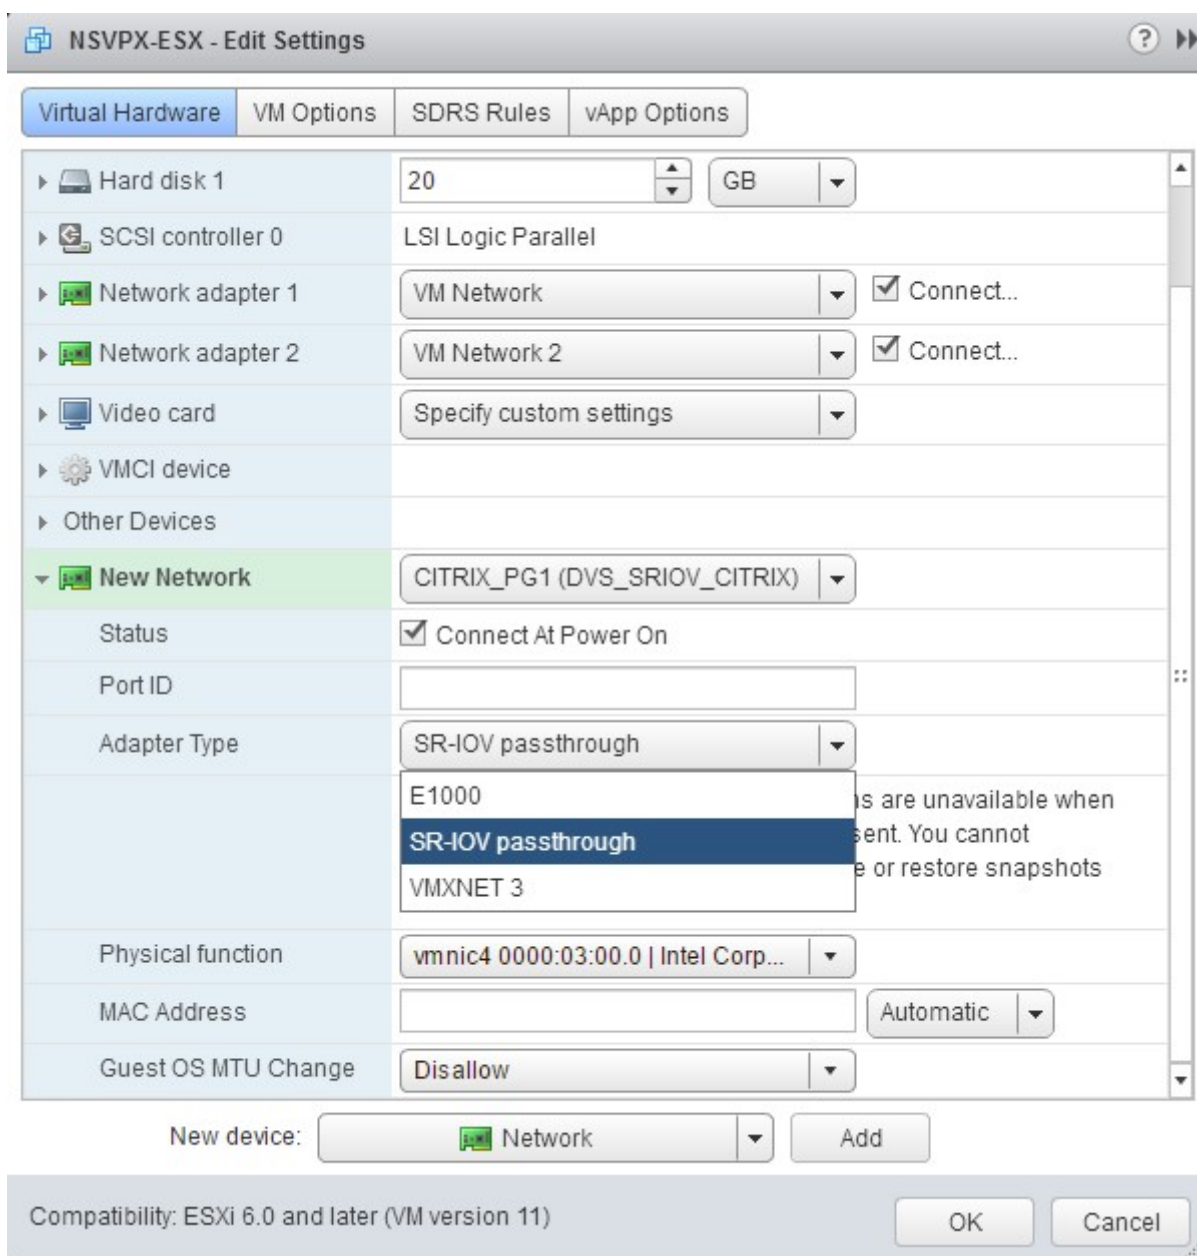 NSVPX-ESX - Edit Settings
?
Virtual Hardware VM Options SDRS Rules vApp Options
Hard disk 1 20 GB
SCSI controller 0 LSI Logic Parallel
Network adapter 1 VM Network Connect...
Network adapter 2 VM Network 2 Connect...
Video card Specify custom settings
VMCI device
Other Devices
New Network CITRIX_PG1 (DVS_SRIOV_CITRIX)
Status Connect At Power On
Port ID
Adapter Type SR-IOV passthrough
E1000
SR-IOV passthrough
VMXNET 3
are unavailable when
You cannot
or restore snapshots
Physical function vmnic4 0000:03:00.0 | Intel Corp...
MAC Address Automatic
Guest OS MTU Change Disallow
New device: Network Add
Compatibility: ESXi 6.0 and later (VM version 11) OK Cancel